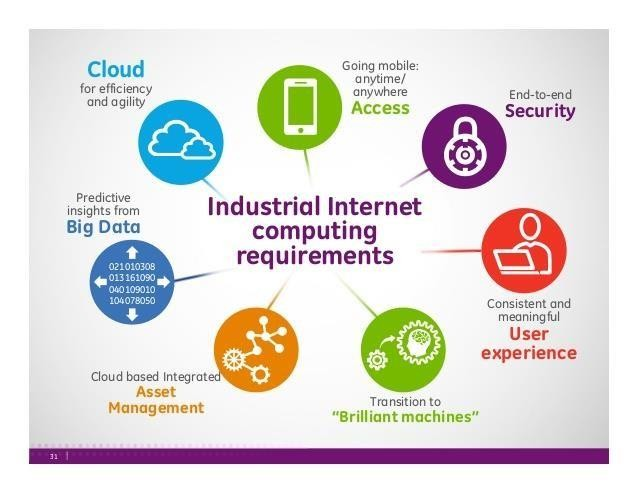 Cloud
for efficiency
and agility
Going mobile:
anytime/
anywhere
Access
End-to-end
Security
Predictive
insights from
Big Data
021010308
013161090
040109010
104078050
Industrial Internet
computing
requirements
Consistent and
meaningful
User
experience
Cloud based Integrated
Asset
Management
Transition to
“Brilliant machines”
31